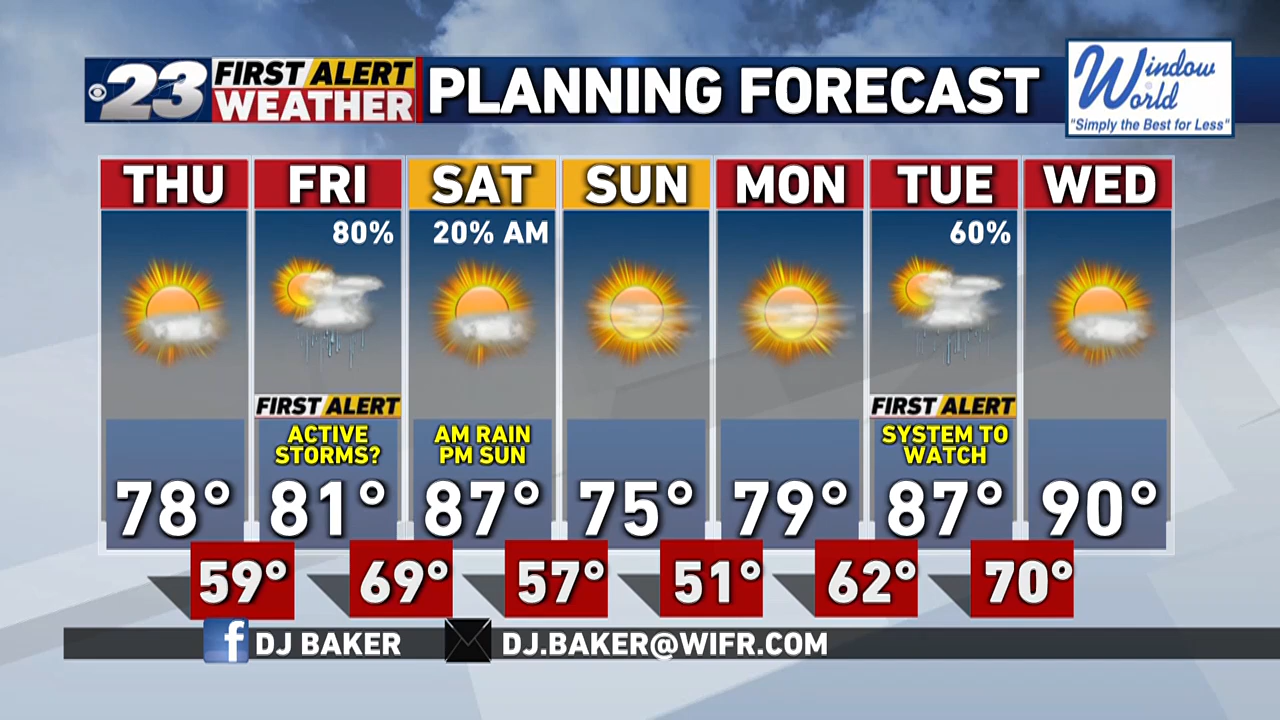 23 FIRST ALERT WEATHER
PLANNING FORECAST
Window World
"Simply the Best for Less"
THU FRI SAT SUN MON TUE WED
80% 20% AM 60%
FIRST ALERT FIRST ALERT
ACTIVE STORMS? AM RAIN PM SUN SYSTEM TO WATCH
78° 81° 87° 75° 79° 87° 90°
59° 69° 57° 51° 62° 70°
f DJ BAKER DJ.BAKER@WIFR.COM